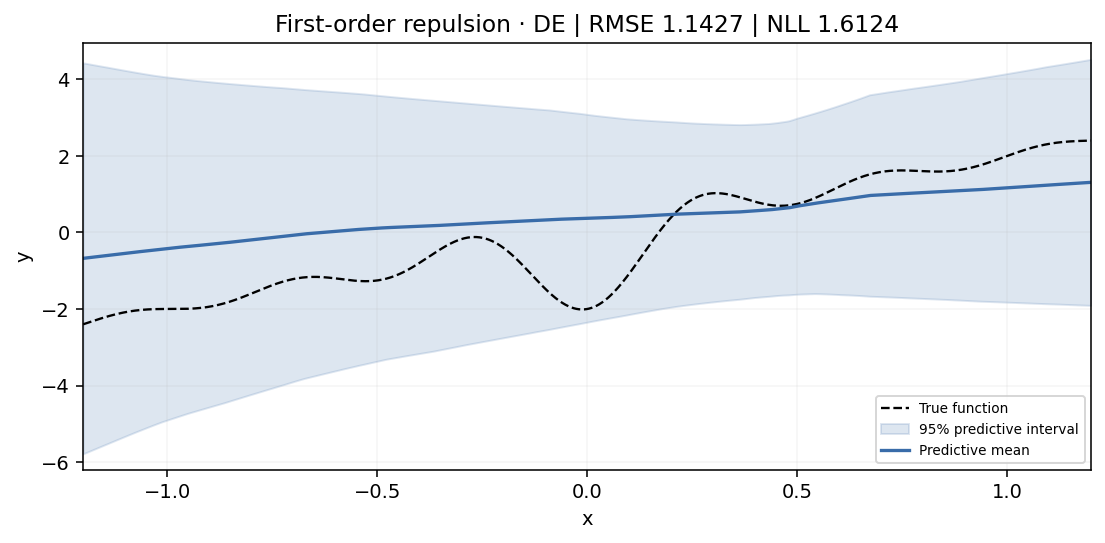 First-order repulsion · DE | RMSE 1.1427 | NLL 1.6124
4
2
0
−2
−4
−6
y
−1.0 −0.5 0.0 0.5 1.0
x
True function
95% predictive interval
Predictive mean